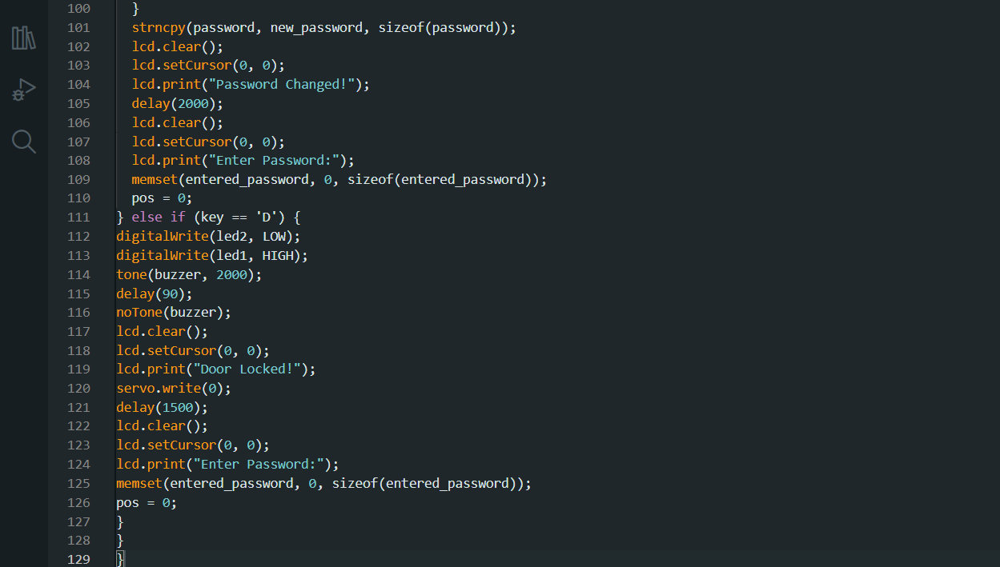 100 }
101 strncpy(password, new_password, sizeof(password));
102 lcd.clear();
103 lcd.setCursor(0, 0);
104 lcd.print("Password Changed!");
105 delay(2000);
106 lcd.clear();
107 lcd.setCursor(0, 0);
108 lcd.print("Enter Password:");
109 memset(entered_password, 0, sizeof(entered_password));
110 pos = 0;
111 } else if (key == 'D') {
112 digitalWrite(led2, LOW);
113 digitalWrite(led1, HIGH);
114 tone(buzzer, 2000);
115 delay(90);
116 noTone(buzzer);
117 lcd.clear();
118 lcd.setCursor(0, 0);
119 lcd.print("Door Locked!");
120 servo.write(0);
121 delay(1500);
122 lcd.clear();
123 lcd.setCursor(0, 0);
124 lcd.print("Enter Password:");
125 memset(entered_password, 0, sizeof(entered_password));
126 pos = 0;
127 }
128 }
129 }